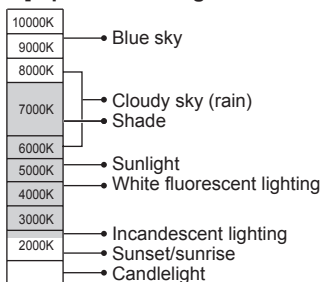 10000K
9000K
Blue sky
8000K
7000K
Cloudy sky (rain)
Shade
6000K
5000K
Sunlight
4000K
White fluorescent lighting
3000K
Incandescent lighting
2000K
Sunset/sunrise
Candlelight